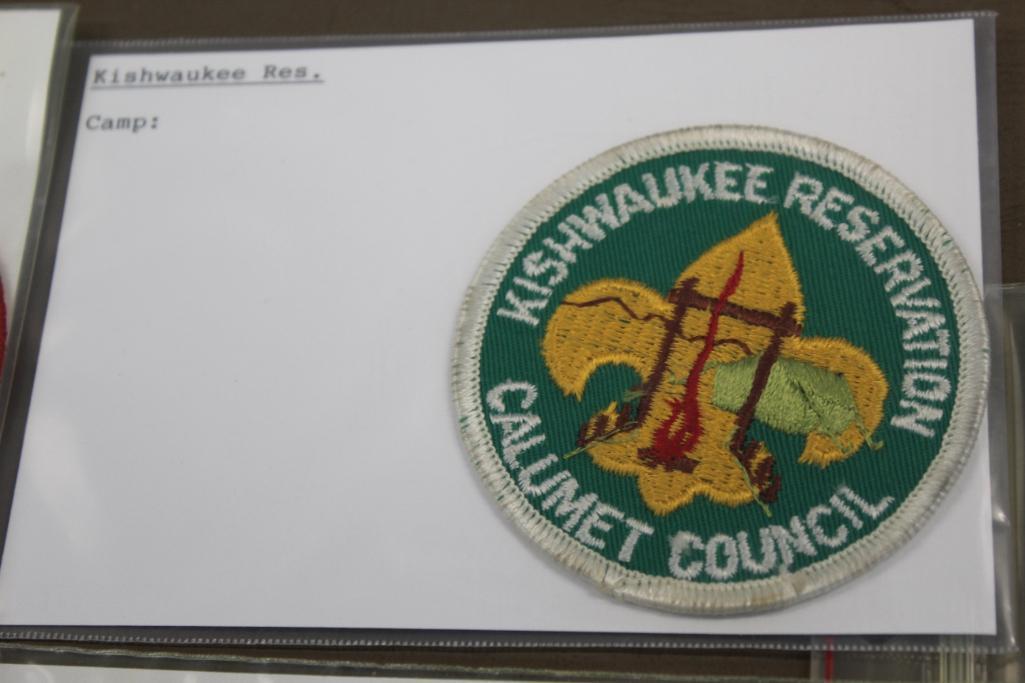 Kishwaukee Res.
Camp:
KISHWAUKEE RESERVATION
CALUMET COUNCIL